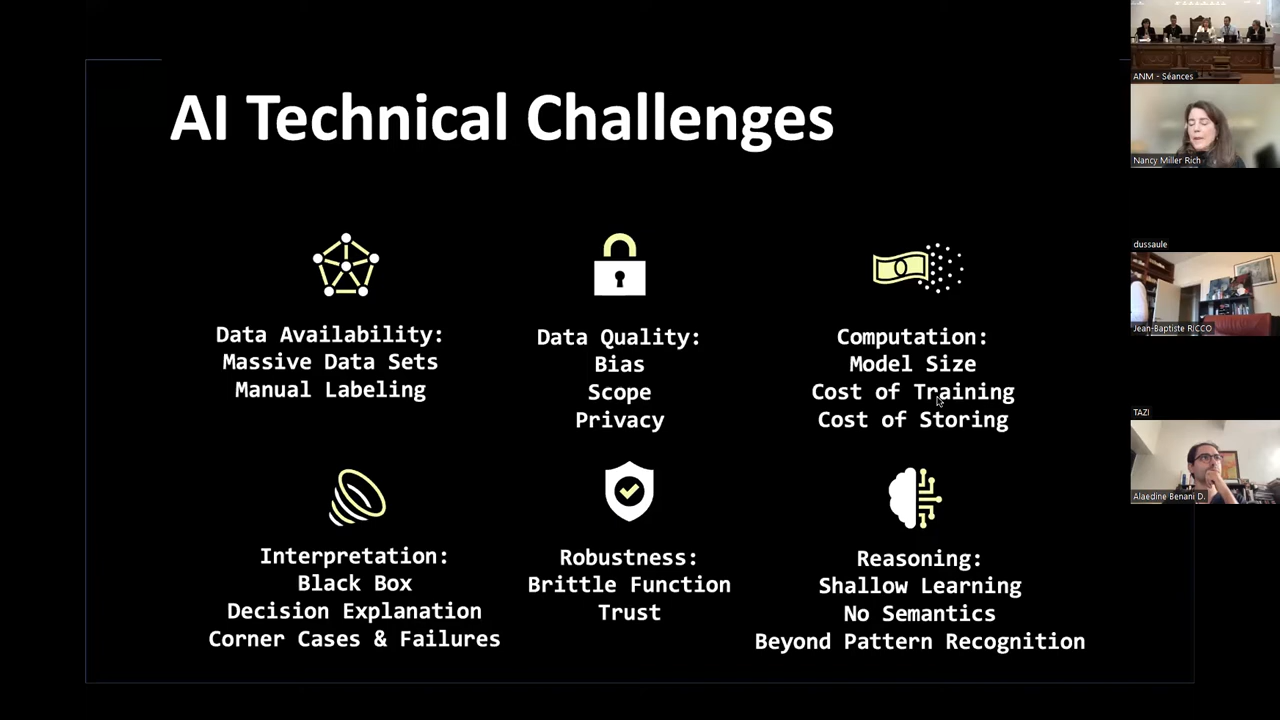 AI Technical Challenges
Data Availability:
Massive Data Sets
Manual Labeling
Data Quality:
Bias
Scope
Privacy
Computation:
Model Size
Cost of Training
Cost of Storing
Interpretation:
Black Box
Decision Explanation
Corner Cases & Failures
Robustness:
Brittle Function
Trust
Reasoning:
Shallow Learning
No Semantics
Beyond Pattern Recognition
ANM - Séances
Nancy Miller Rich
dussaule
Jean-Baptiste RICCO
TAZI
Alaedine Benani D.